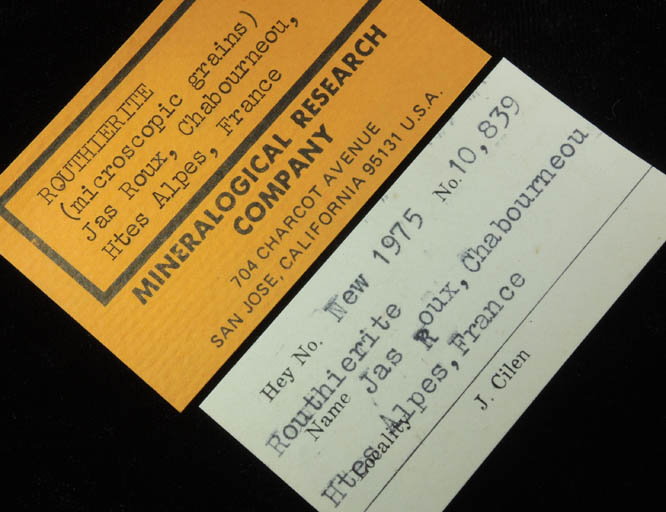 ROUTHIERITE
(microscopic grains)
Jas Roux, Chabourneou,
Htes Alpes, France
MINERALOGICAL RESEARCH
COMPANY
704 CHARCOT AVENUE
SAN JOSE, CALIFORNIA 95131 U.S.A.
Hey No. New 1975 No. 10,839
Routhierite
Name Jas Roux, Chabourneou
Htes Alpes, France
Locality
J. Cilen